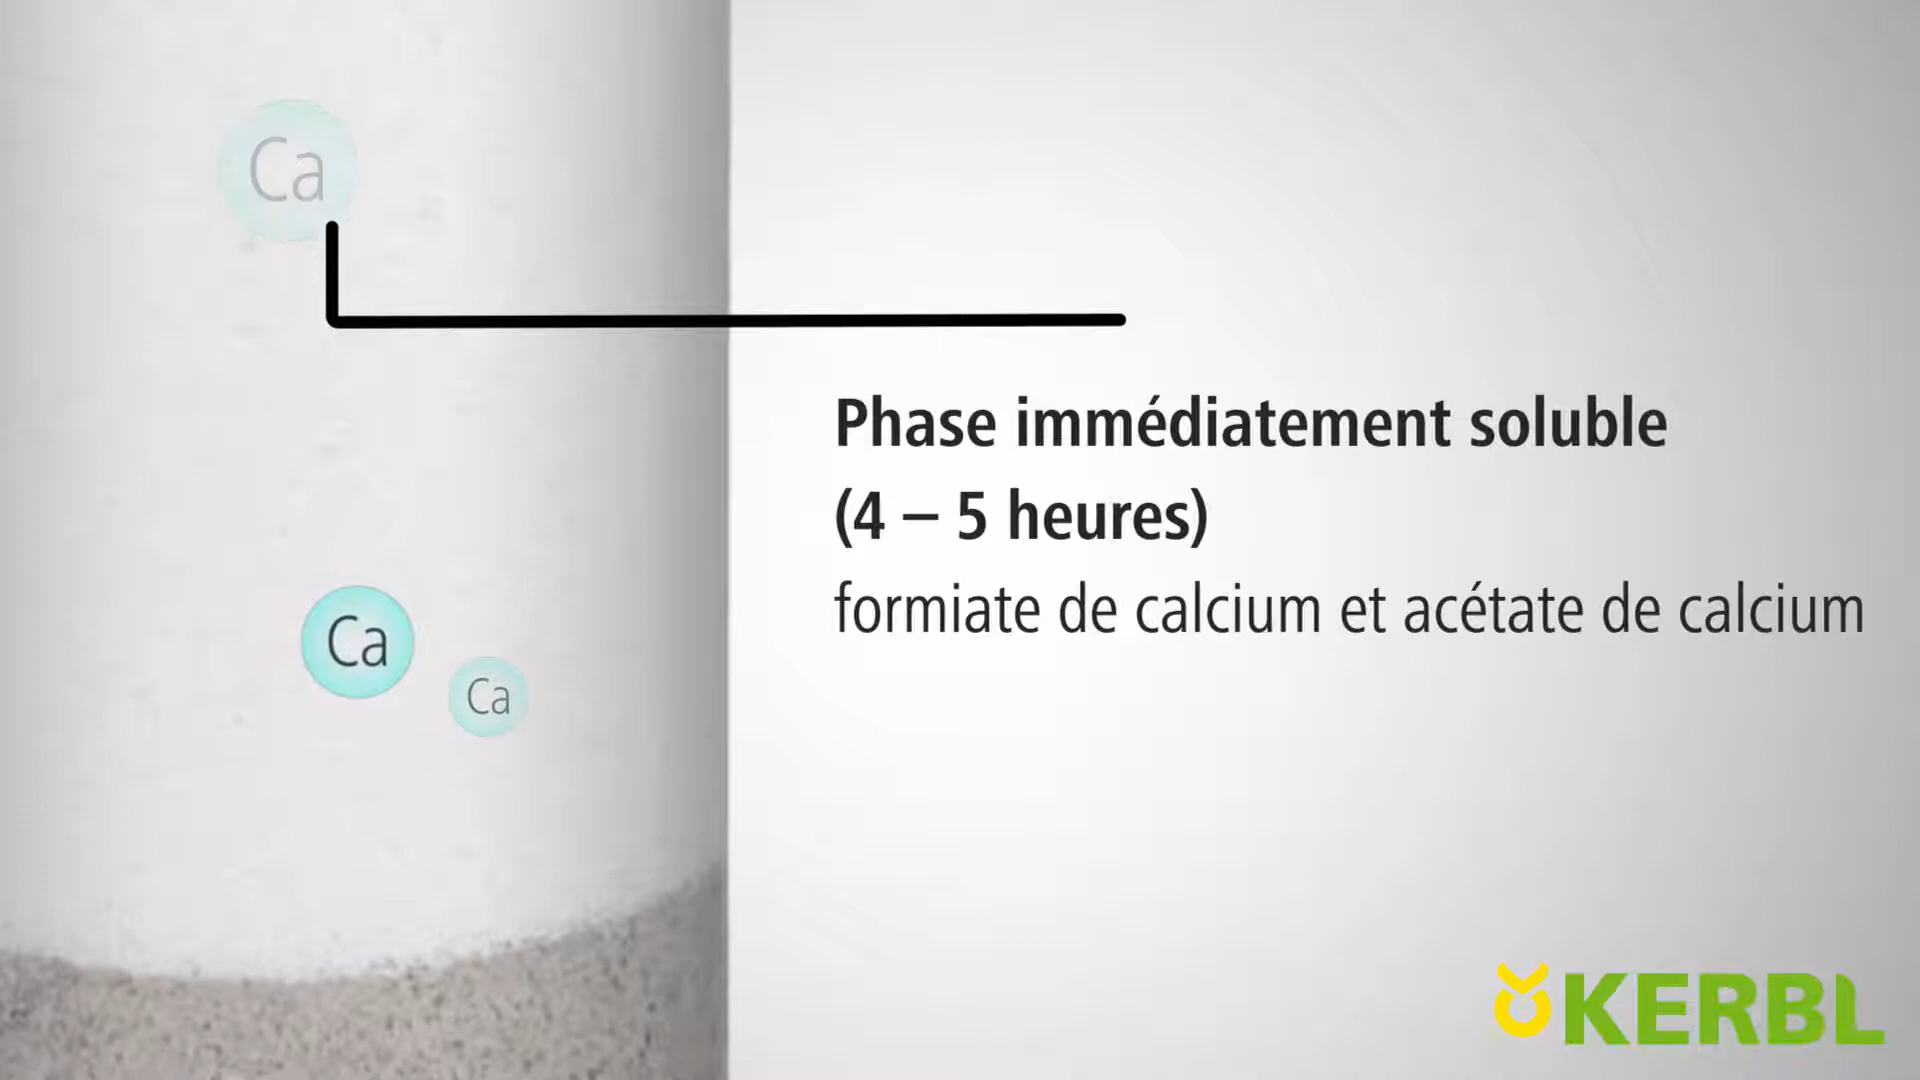 Ca
Phase immédiatement soluble
(4 – 5 heures)
formiate de calcium et acétate de calcium
Ca
Ca
KERBL